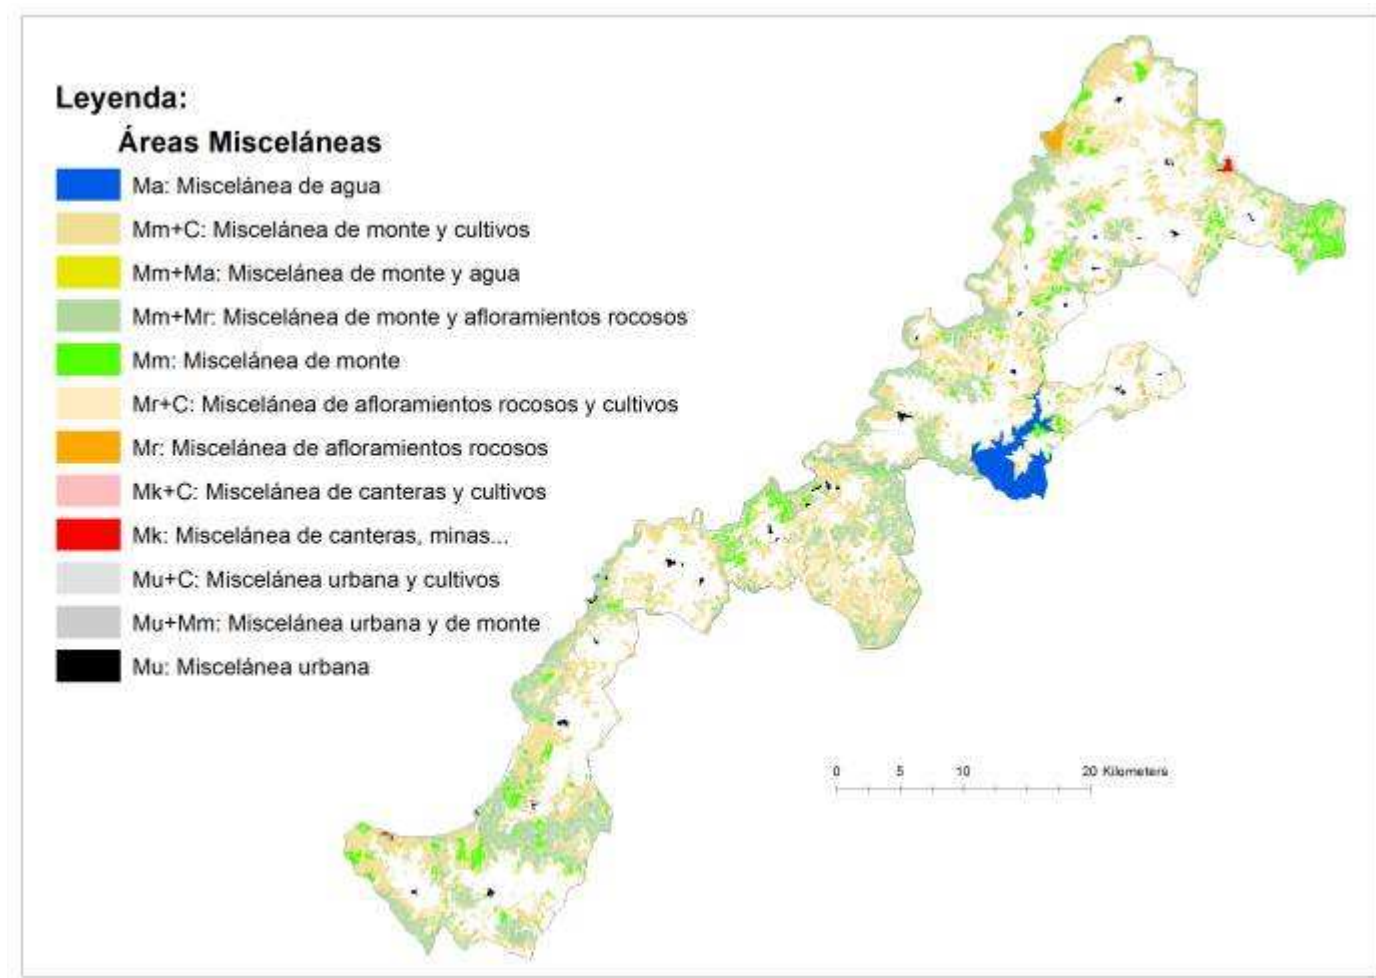 Leyenda:
Áreas Misceláneas
Ma: Miscelánea de agua
Mm+C: Miscelánea de monte y cultivos
Mm+Ma: Miscelánea de monte y agua
Mm+Mr: Miscelánea de monte y afloramientos rocosos
Mm: Miscelánea de monte
Mr+C: Miscelánea de afloramientos rocosos y cultivos
Mr: Miscelánea de afloramientos rocosos
Mk+C: Miscelánea de canteras y cultivos
Mk: Miscelánea de canteras, minas...
Mu+C: Miscelánea urbana y cultivos
Mu+Mm: Miscelánea urbana y de monte
Mu: Miscelánea urbana
0 5 10 20 Kilometers